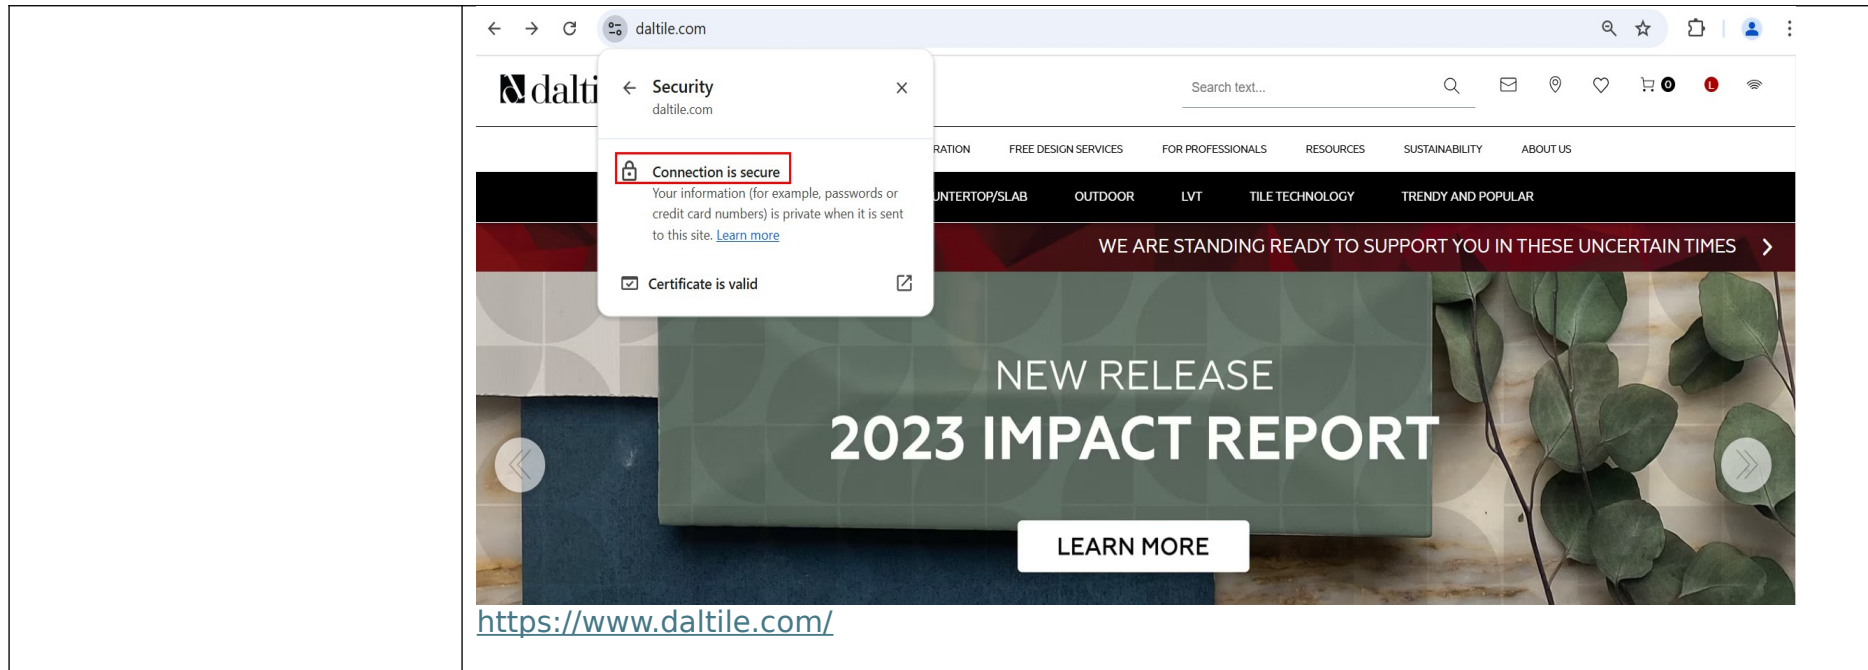 daltile.com
dalti
Security
daltile.com
Search text...
0
L
Connection is secure
Your information (for example, passwords or
credit card numbers) is private when it is sent
to this site. Learn more
Certificate is valid
RATION FREE DESIGN SERVICES FOR PROFESSIONALS RESOURCES SUSTAINABILITY ABOUT US
UNTERTOP/SLAB OUTDOOR LVT TILE TECHNOLOGY TRENDY AND POPULAR
WE ARE STANDING READY TO SUPPORT YOU IN THESE UNCERTAIN TIMES
NEW RELEASE
2023 IMPACT REPORT
LEARN MORE
https://www.daltile.com/